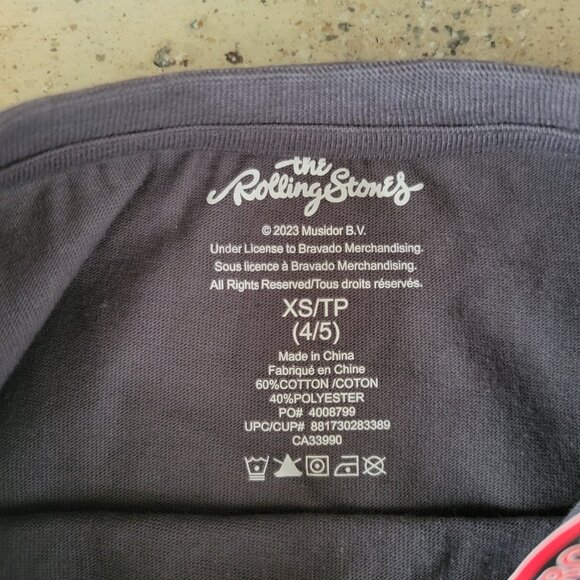 the
Rolling Stones
© 2023 Musidor B.V.
Under License to Bravado Merchandising.
Sous licence à Bravado Merchandising.
All Rights Reserved/Tous droits réservés.
XS/TP
(4/5)
Made in China
Fabriqué en Chine
60%COTTON /COTON
40%POLYESTER
PO# 4008799
UPC/CUP# 881730283389
CA33990